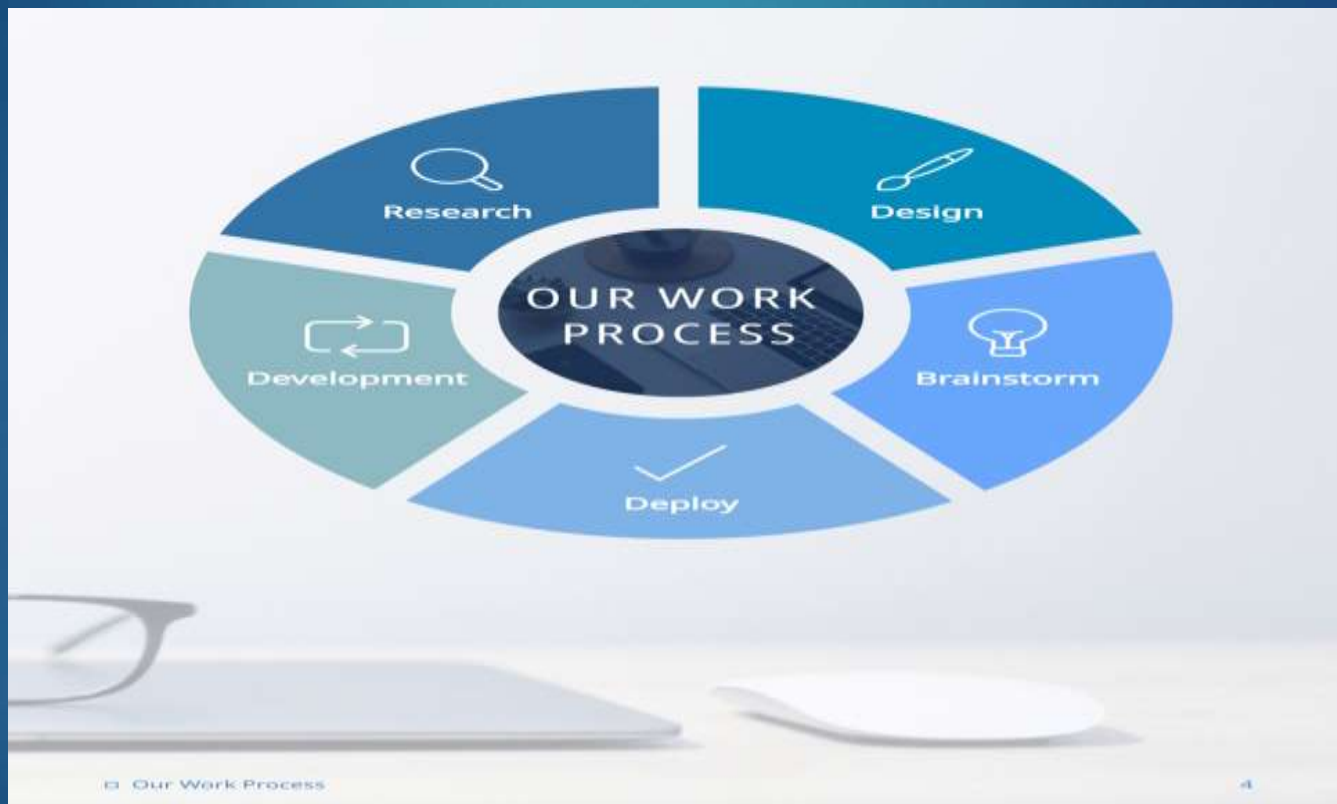 Research
Design
OUR WORK
PROCESS
Development
Brainstorm
Deploy
Our Work Process
4